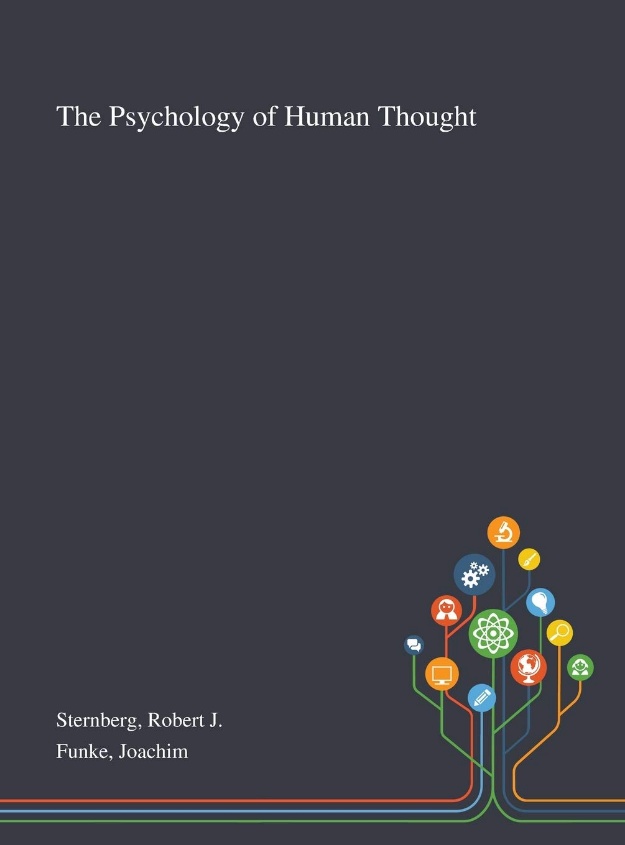 The Psychology of Human Thought
Sternberg, Robert J.
Funke, Joachim